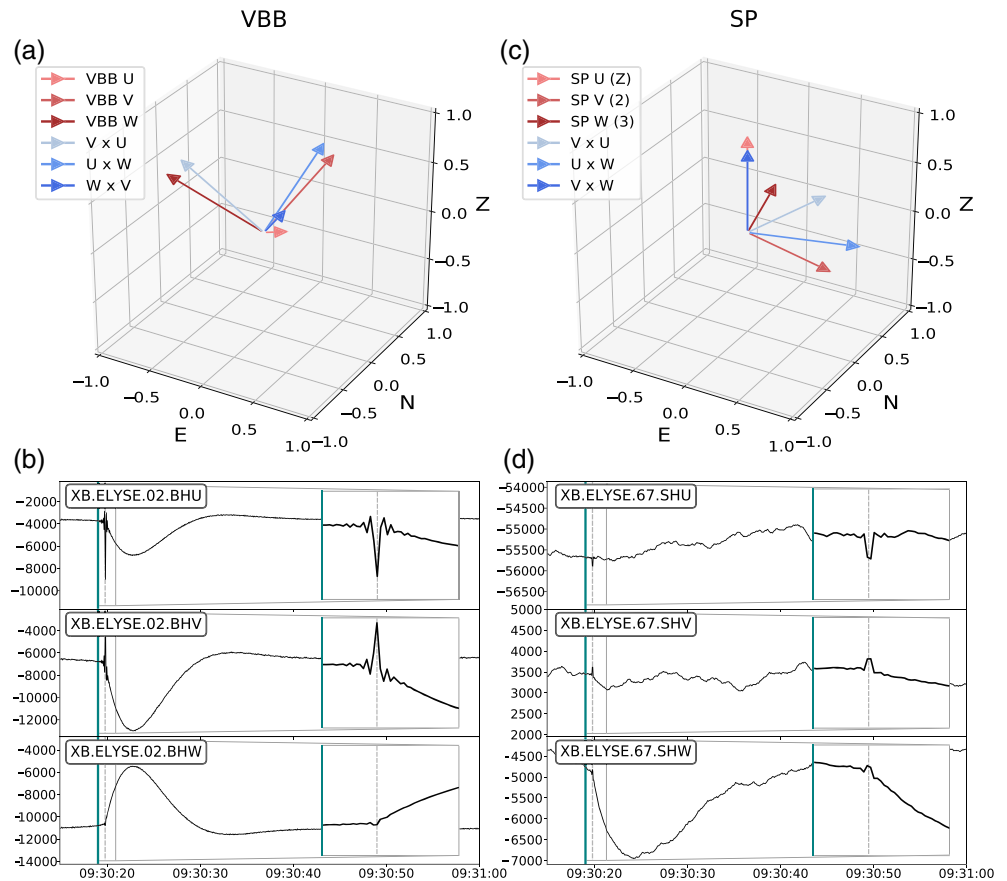 VBB
SP
(a)
VBB U
VBB V
VBB W
V x U
U x W
W x V
1.0
0.5
0.0
−0.5
−1.0
Z
−1.0
−0.5
0.0
0.5
1.0
E
−1.0
−0.5
0.0
0.5
1.0
N
(c)
SP U (Z)
SP V (2)
SP W (3)
V x U
U x W
V x W
1.0
0.5
0.0
−0.5
−1.0
Z
−1.0
−0.5
0.0
0.5
1.0
E
−1.0
−0.5
0.0
0.5
1.0
N
(b)
XB.ELYSE.02.BHU
−2000
−4000
−6000
−8000
−10000
XB.ELYSE.02.BHV
−4000
−6000
−8000
−10000
−12000
XB.ELYSE.02.BHW
−4000
−6000
−8000
−10000
−12000
−14000
09:30:20
09:30:30
09:30:40
09:30:50
09:31:00
(d)
XB.ELYSE.67.SHU
−54000
−54500
−55000
−55500
−56000
−56500
XB.ELYSE.67.SHV
5000
4500
4000
3500
3000
2500
2000
XB.ELYSE.67.SHW
−4500
−5000
−5500
−6000
−6500
−7000
09:30:20
09:30:30
09:30:40
09:30:50
09:31:00